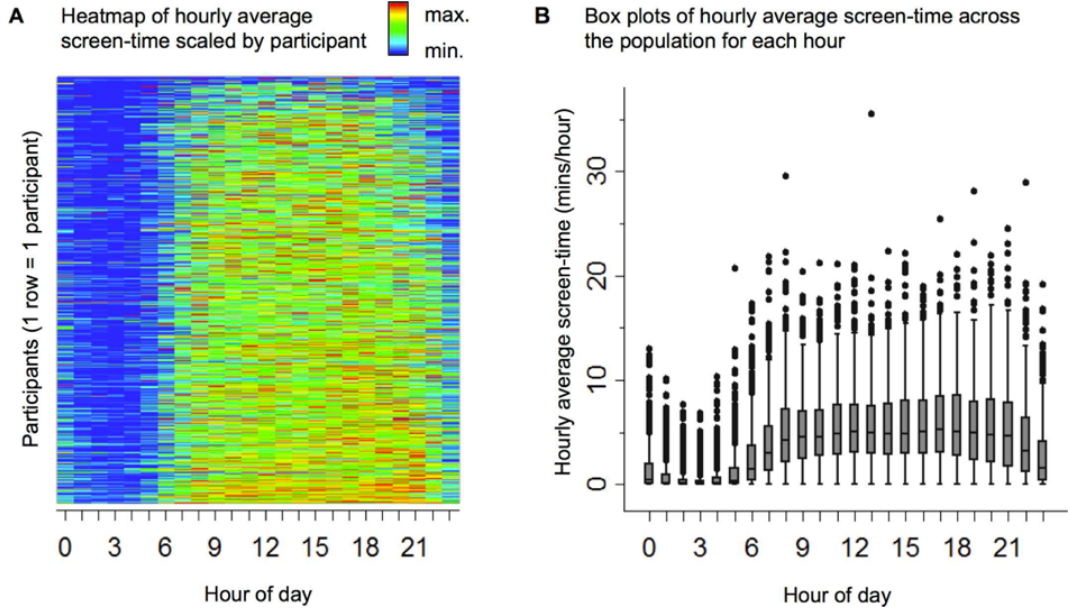 A
Heatmap of hourly average
screen-time scaled by participant
max.
min.
Participants (1 row = 1 participant)
0 3 6 9 12 15 18 21
Hour of day
B
Box plots of hourly average screen-time across
the population for each hour
Hourly average screen-time (mins/hour)
30
20
10
0
0 3 6 9 12 15 18 21
Hour of day